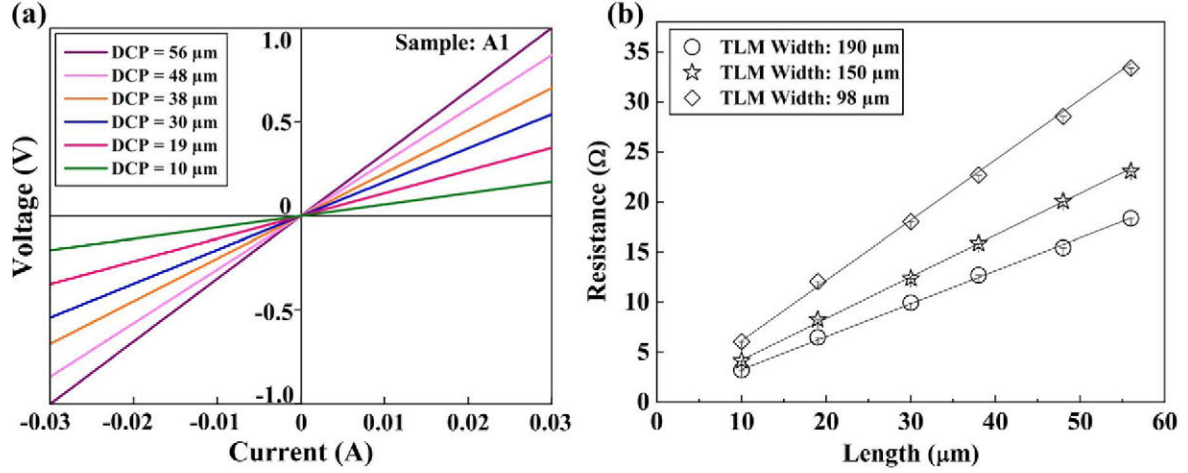 (a)
DCP = 56 µm
DCP = 48 µm
DCP = 38 µm
DCP = 30 µm
DCP = 19 µm
DCP = 10 µm
Sample: A1
1.0
0.5
0
-0.5
-1.0
Voltage (V)
-0.03 -0.02 -0.01 0 0.01 0.02 0.03
Current (A)
(b)
TLM Width: 190 µm
TLM Width: 150 µm
TLM Width: 98 µm
35
30
25
20
15
10
5
0
Resistance (Ω)
0 10 20 30 40 50 60
Length (µm)